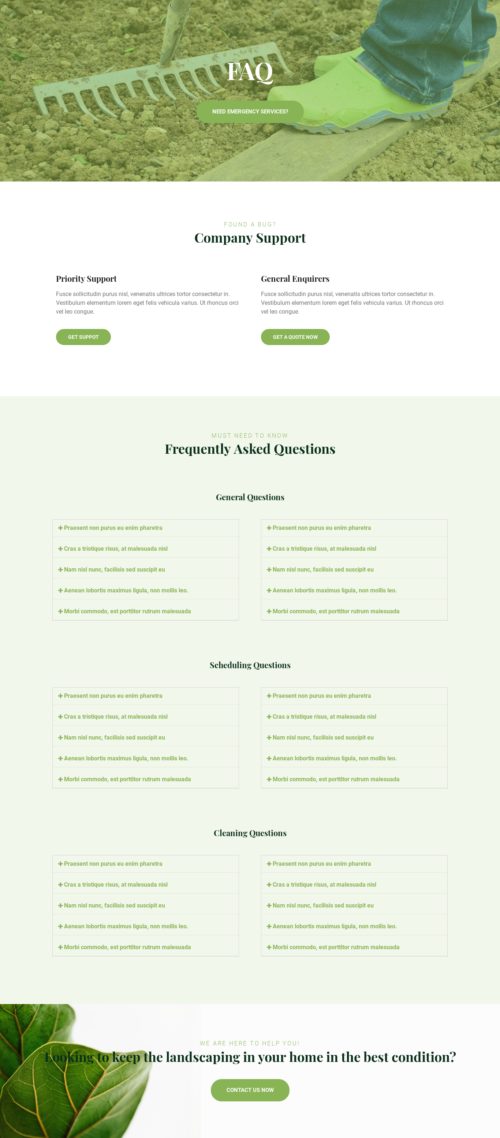 FAQ
NEED EMERGENCY SERVICES?
FOUND A BUG?
Company Support
Priority Support
Fusce sollicitudin purus nisl, venenatis ultrices tortor consectetur in.
Vestibulum elementum lorem eget felis vehicula varius. Ut rhoncus orci
vel leo congue.
GET SUPPOT
General Enquirers
Fusce sollicitudin purus nisl, venenatis ultrices tortor consectetur in.
Vestibulum elementum lorem eget felis vehicula varius. Ut rhoncus orci
vel leo congue.
GET A QUOTE NOW
MUST NEED TO KNOW
Frequently Asked Questions
General Questions
Praesent non purus eu enim pharetra
Cras a tristique risus, at malesuada nisl
Nam nisl nunc, facilisis sed suscipit eu
Aenean lobortis maximus ligula, non mollis leo.
Morbi commodo, est porttitor rutrum malesuada
Praesent non purus eu enim pharetra
Cras a tristique risus, at malesuada nisl
Nam nisl nunc, facilisis sed suscipit eu
Aenean lobortis maximus ligula, non mollis leo.
Morbi commodo, est porttitor rutrum malesuada
Scheduling Questions
Praesent non purus eu enim pharetra
Cras a tristique risus, at malesuada nisl
Nam nisl nunc, facilisis sed suscipit eu
Aenean lobortis maximus ligula, non mollis leo.
Morbi commodo, est porttitor rutrum malesuada
Praesent non purus eu enim pharetra
Cras a tristique risus, at malesuada nisl
Nam nisl nunc, facilisis sed suscipit eu
Aenean lobortis maximus ligula, non mollis leo.
Morbi commodo, est porttitor rutrum malesuada
Cleaning Questions
Praesent non purus eu enim pharetra
Cras a tristique risus, at malesuada nisl
Nam nisl nunc, facilisis sed suscipit eu
Aenean lobortis maximus ligula, non mollis leo.
Morbi commodo, est porttitor rutrum malesuada
Praesent non purus eu enim pharetra
Cras a tristique risus, at malesuada nisl
Nam nisl nunc, facilisis sed suscipit eu
Aenean lobortis maximus ligula, non mollis leo.
Morbi commodo, est porttitor rutrum malesuada
WE ARE HERE TO HELP YOU!
Looking to keep the landscaping in your home in the best condition?
CONTACT US NOW